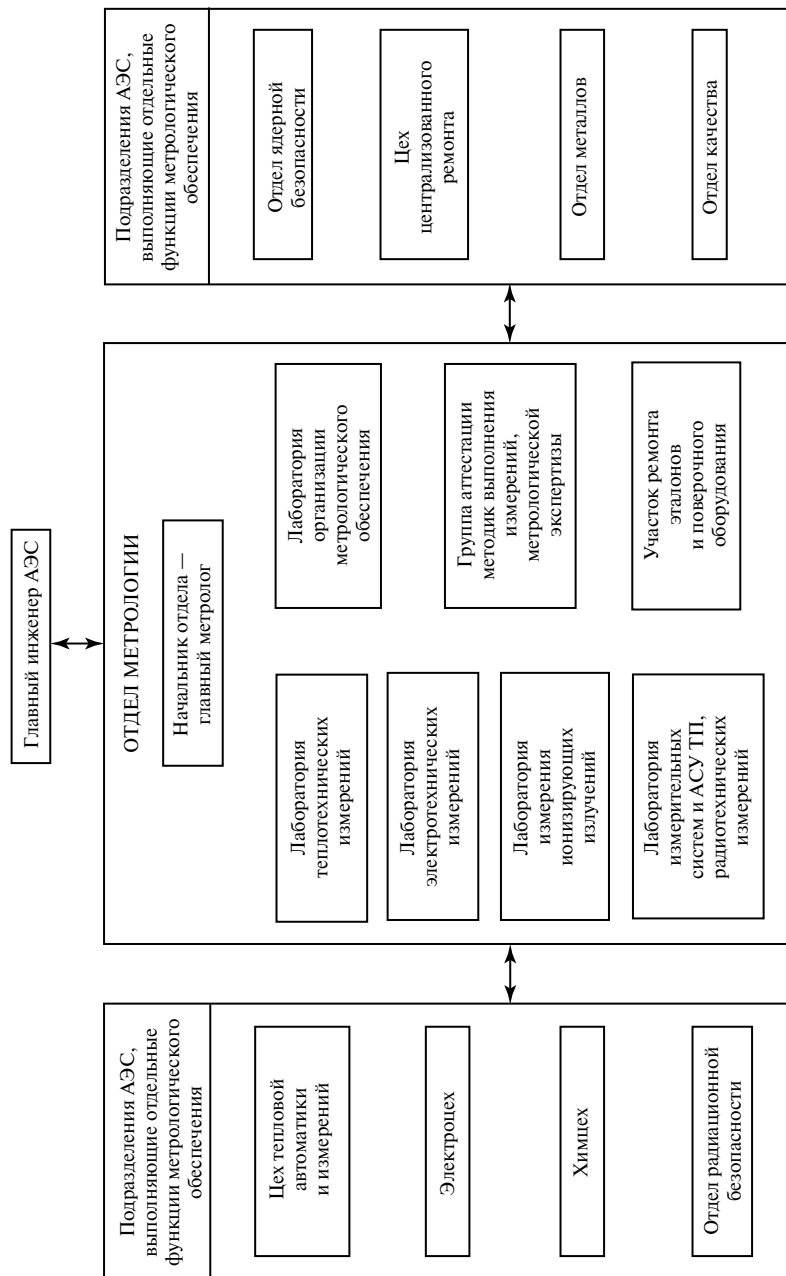 Главный инженер АЭС
Подразделения АЭС,
выполняющие отдельные
функции метрологического
обеспечения
Цех тепловой
автоматики
и измерений
Электроцех
Химцех
Отдел радиационной
безопасности
ОТДЕЛ МЕТРОЛОГИИ
Начальник отдела —
главный метролог
Лаборатория
теплотехнических
измерений
Лаборатория
электротехнических
измерений
Лаборатория
измерения
ионизирующих
излучений
Лаборатория
измерительных
систем и АСУ ТП,
радиотехнических
измерений
Лаборатория
организации
метрологического
обеспечения
Группа аттестации
методик выполнения
измерений,
метрологической
экспертизы
Участок ремонта
эталонов
и поверочного
оборудования
Подразделения АЭС,
выполняющие отдельные
функции метрологического
обеспечения
Отдел ядерной
безопасности
Цех
централизованного
ремонта
Отдел металлов
Отдел качества